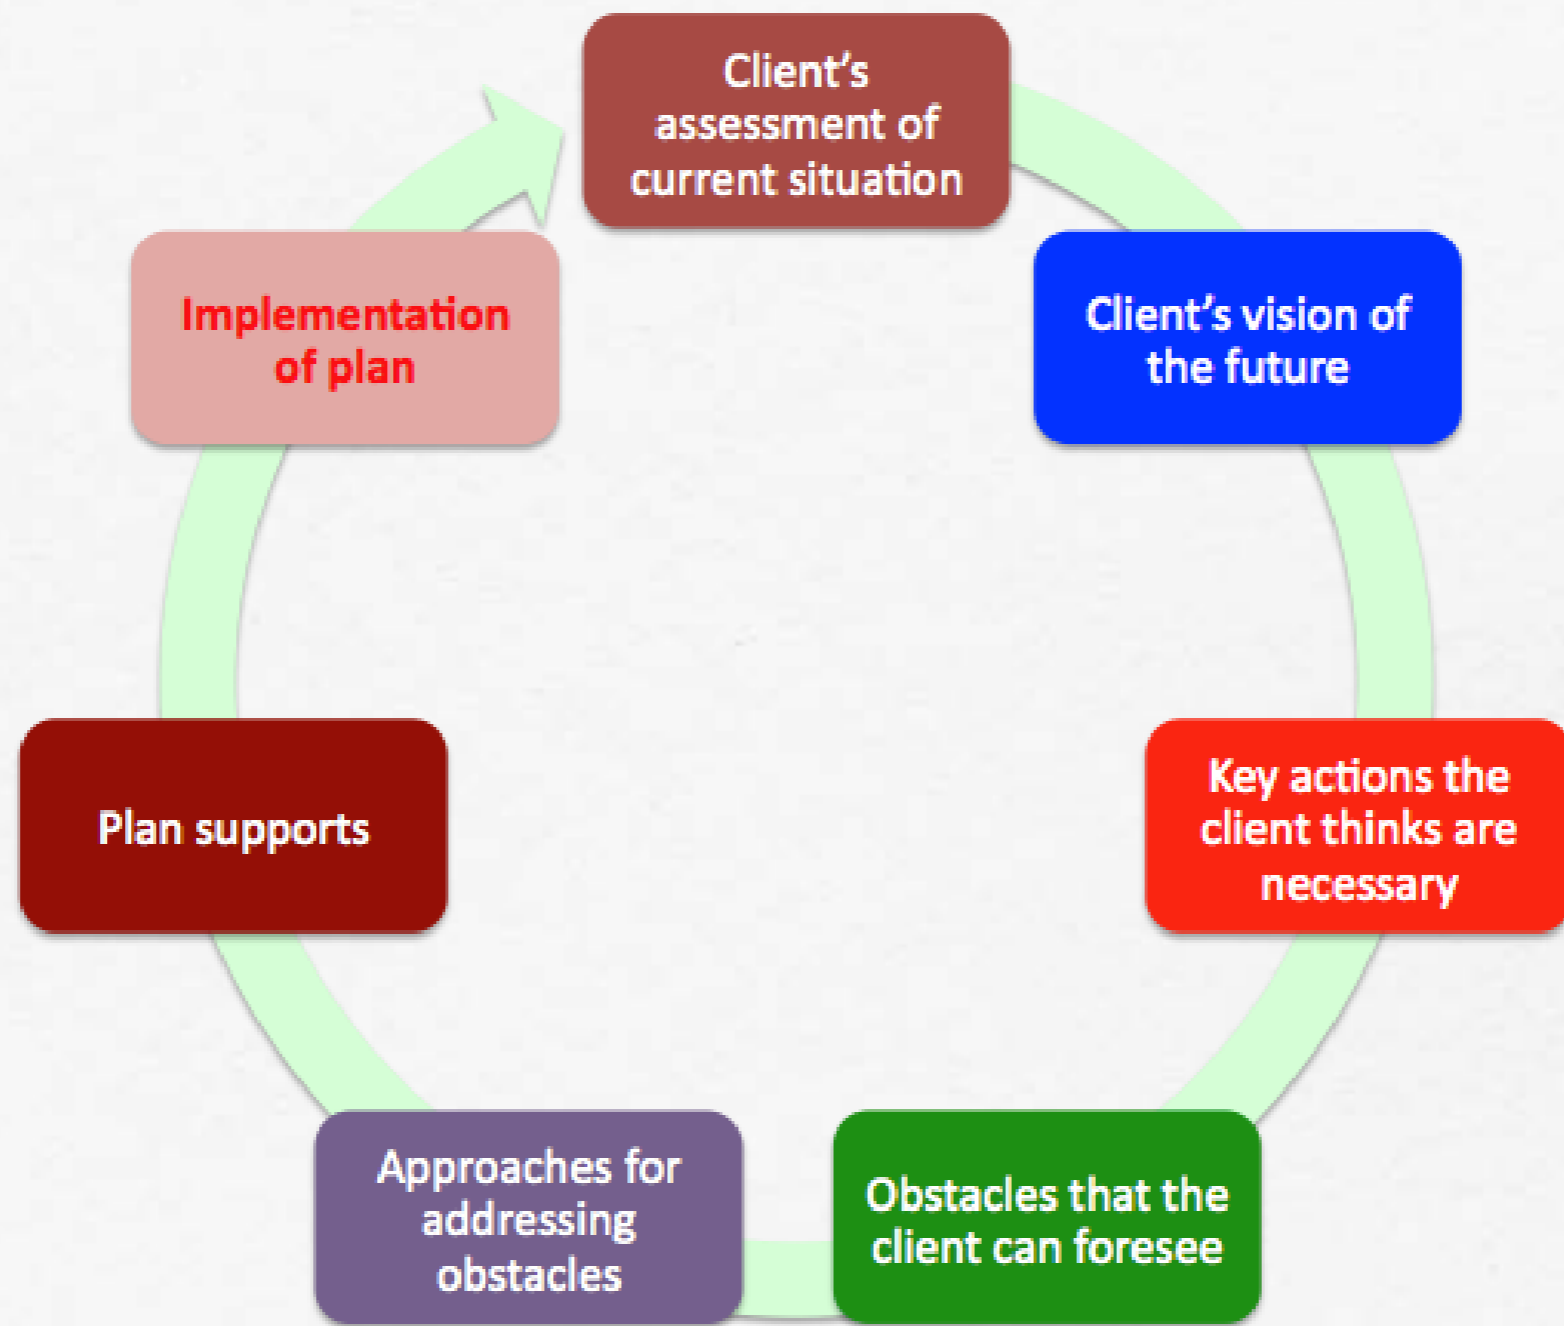 Client’s
assessment of
current situation
Client’s vision of
the future
Key actions the
client thinks are
necessary
Obstacles that the
client can foresee
Approaches for
addressing
obstacles
Plan supports
Implementation
of plan